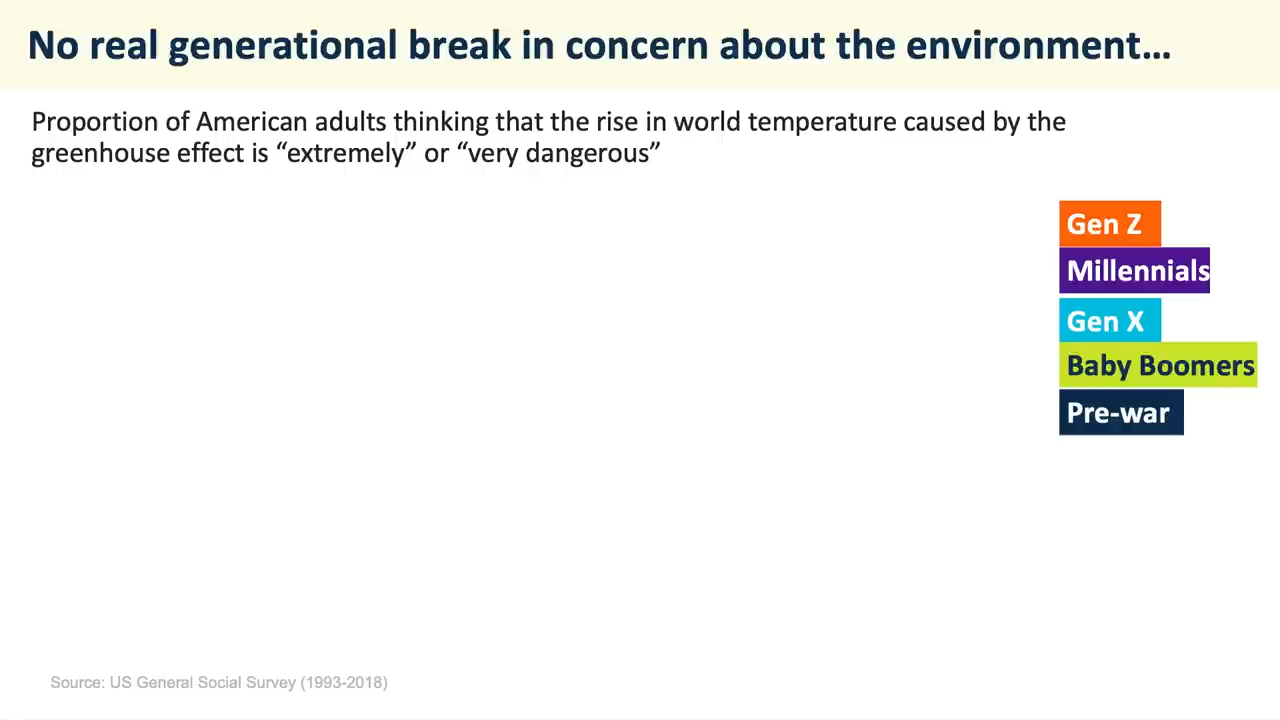 No real generational break in concern about the environment…
Proportion of American adults thinking that the rise in world temperature caused by the
greenhouse effect is “extremely” or “very dangerous”
Gen Z
Millennials
Gen X
Baby Boomers
Pre-war
Source: US General Social Survey (1993-2018)